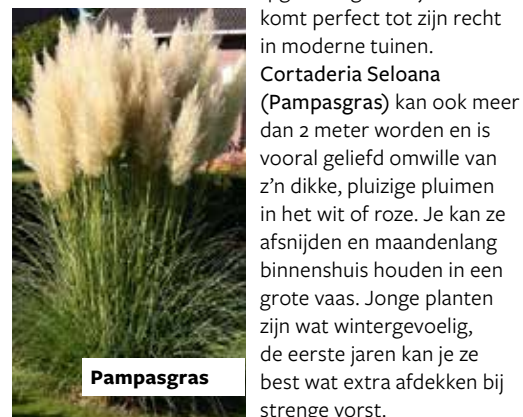 komt perfect tot zijn recht
in moderne tuinen.
Cortaderia Seloana
(Pampasgras) kan ook meer
dan 2 meter worden en is
vooral geliefd omwille van
z'n dikke, pluizige pluimen
in het wit of roze. Je kan ze
afsnijden en maandenlang
binnenshuis houden in een
grote vaas. Jonge planten
zijn wat wintergevoelig,
de eerste jaren kan je ze
best wat extra afdekken bij
strenge vorst.
Pampasgras